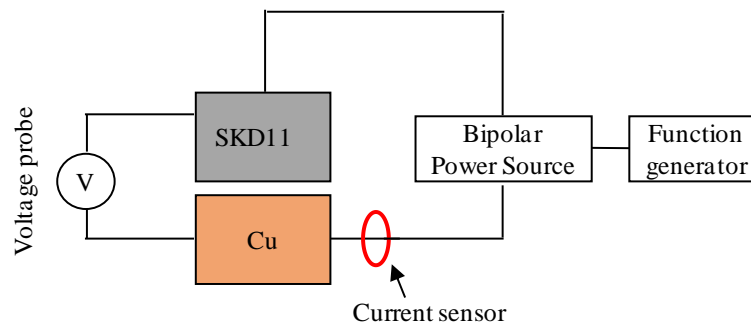 Voltage probe
V
SKD11
Cu
Bipolar
Power Source
Function
generator
Current sensor